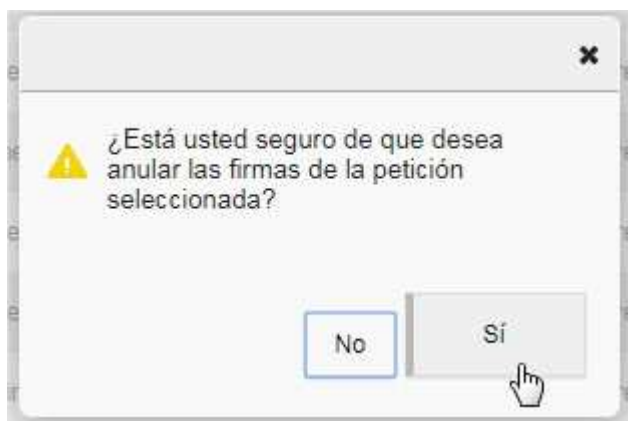 ¿Está usted seguro de que desea
anular las firmas de la petición
seleccionada?
No
Sí